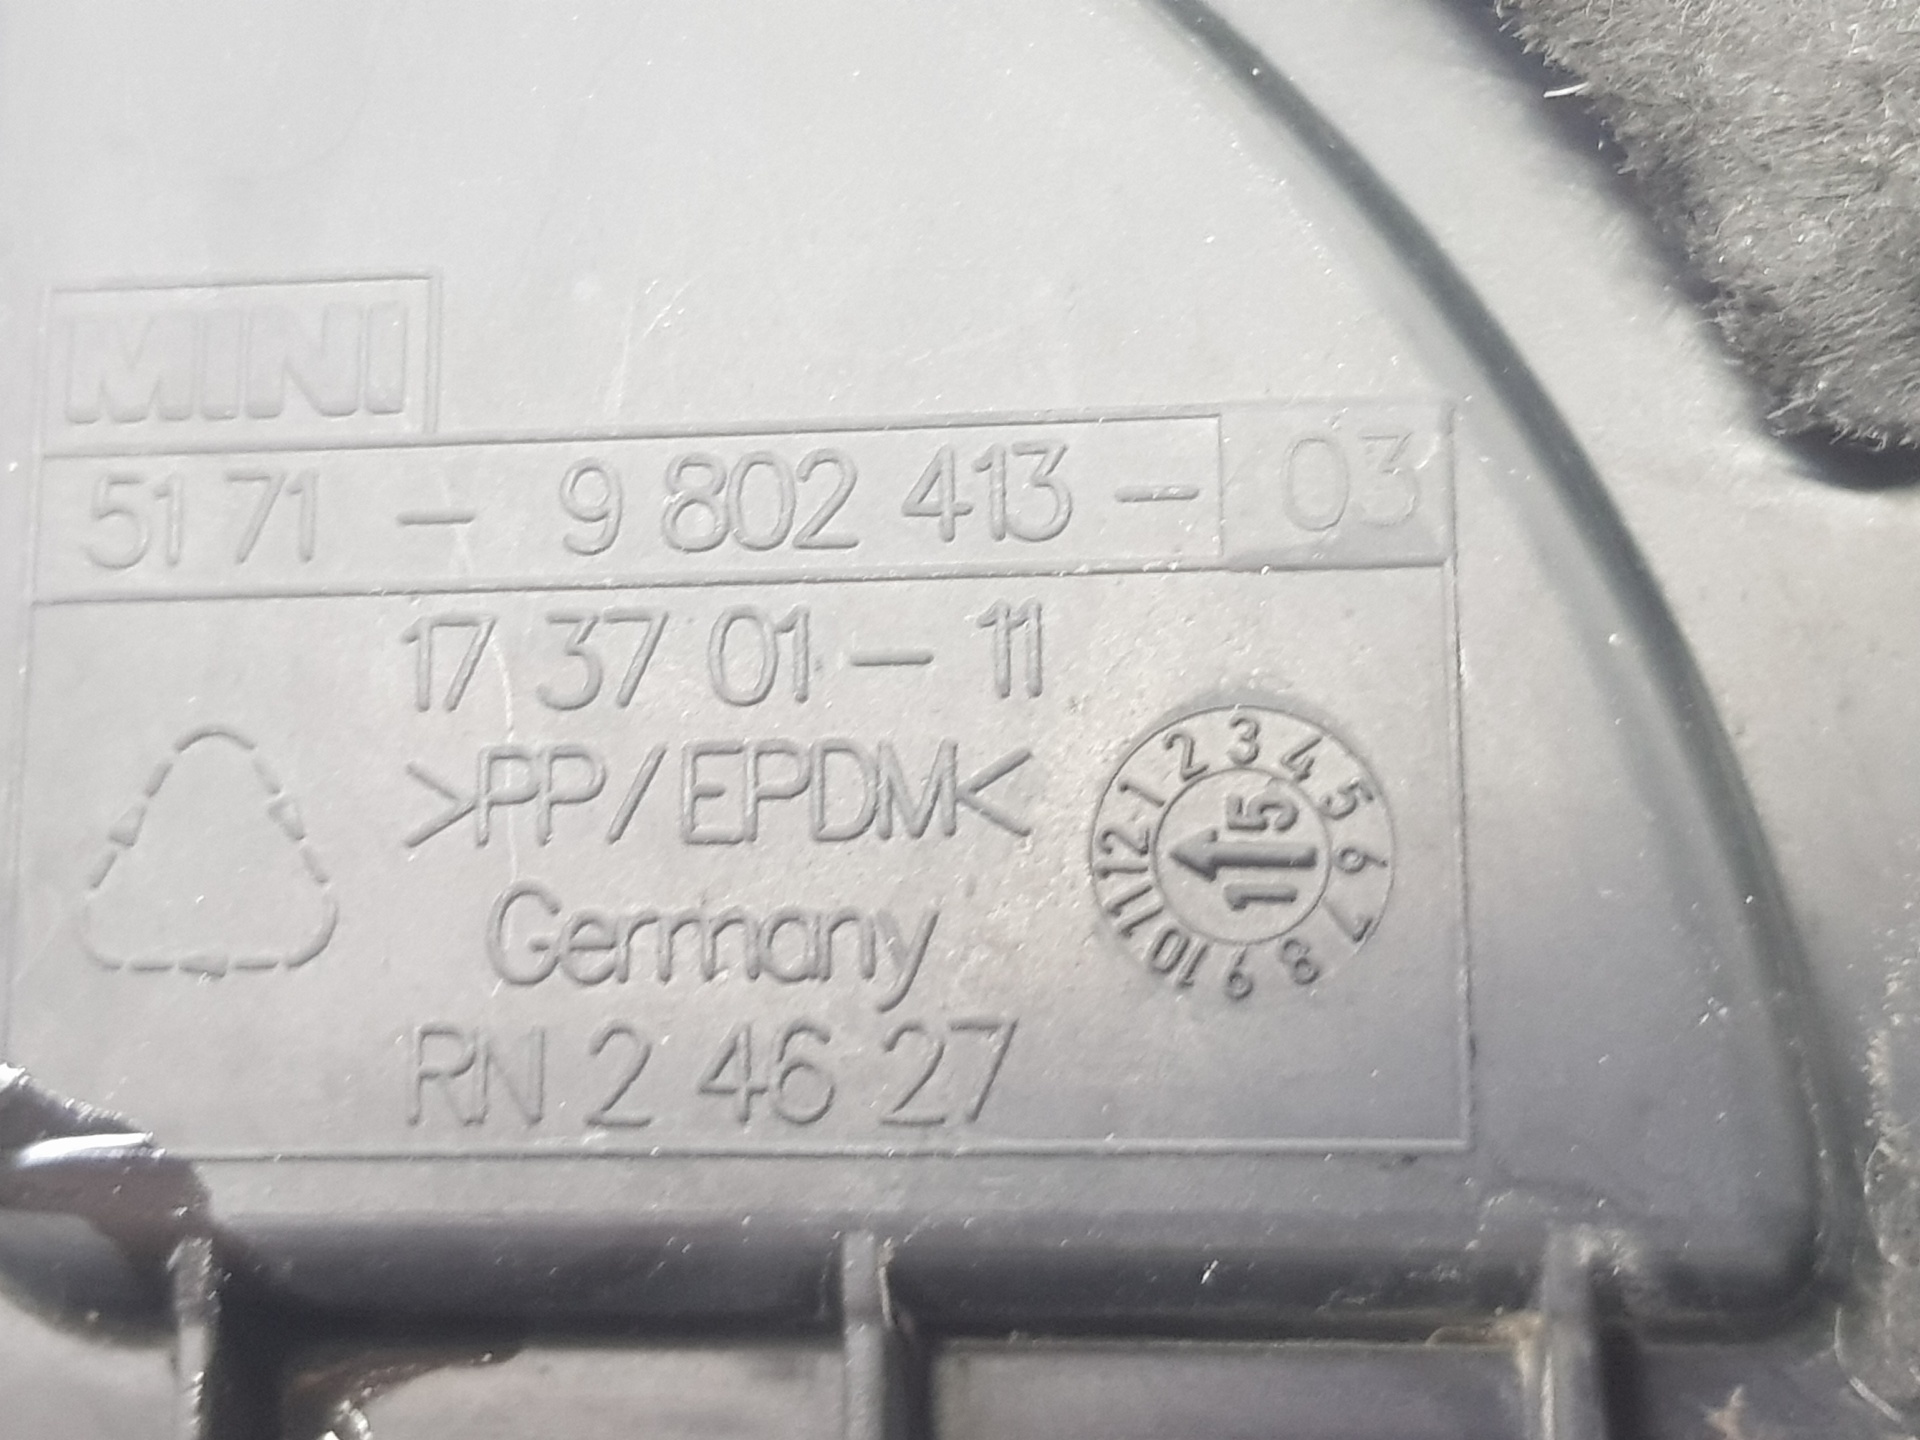 MINI
51 71 - 9 802 413 - 03
17 37 01 - 11
>PP/EPDM<
Germany
RN 2 46 27
1 2 3 4 5 6 7 8 9 10 11 12
15